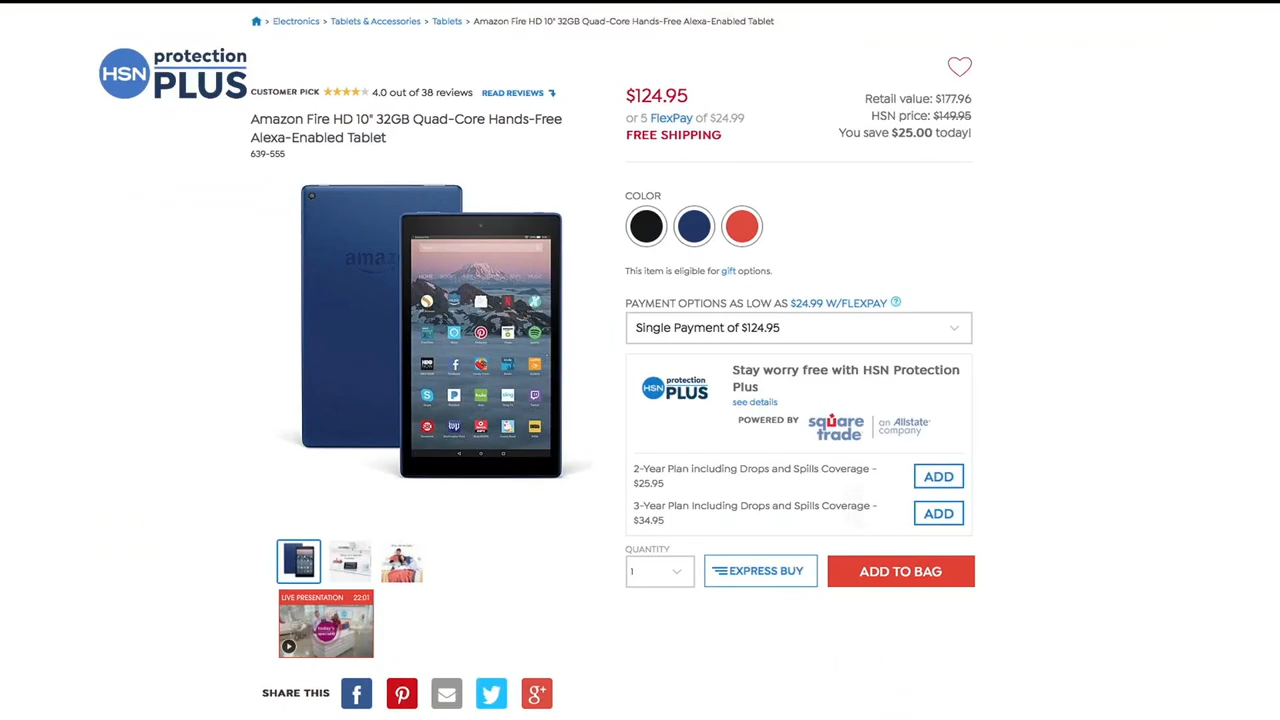 Electronics > Tablets & Accessories > Tablets > Amazon Fire HD 10" 32GB Quad-Core Hands-Free Alexa-Enabled Tablet
HSN protection PLUS
CUSTOMER PICK 4.0 out of 38 reviews READ REVIEWS
Amazon Fire HD 10" 32GB Quad-Core Hands-Free
Alexa-Enabled Tablet
639-555
amazon
LIVE PRESENTATION 22:01
today's
special
SHARE THIS
$124.95
or 5 FlexPay of $24.99
FREE SHIPPING
Retail value: $177.96
HSN price: $149.95
You save $25.00 today!
COLOR
This item is eligible for gift options.
PAYMENT OPTIONS AS LOW AS $24.99 W/FLEXPAY ?
Single Payment of $124.95
HSN protection PLUS
Stay worry free with HSN Protection
Plus
see details
POWERED BY square trade | an Allstate company
2-Year Plan including Drops and Spills Coverage -
$25.95
ADD
3-Year Plan Including Drops and Spills Coverage -
$34.95
ADD
QUANTITY
1
EXPRESS BUY
ADD TO BAG